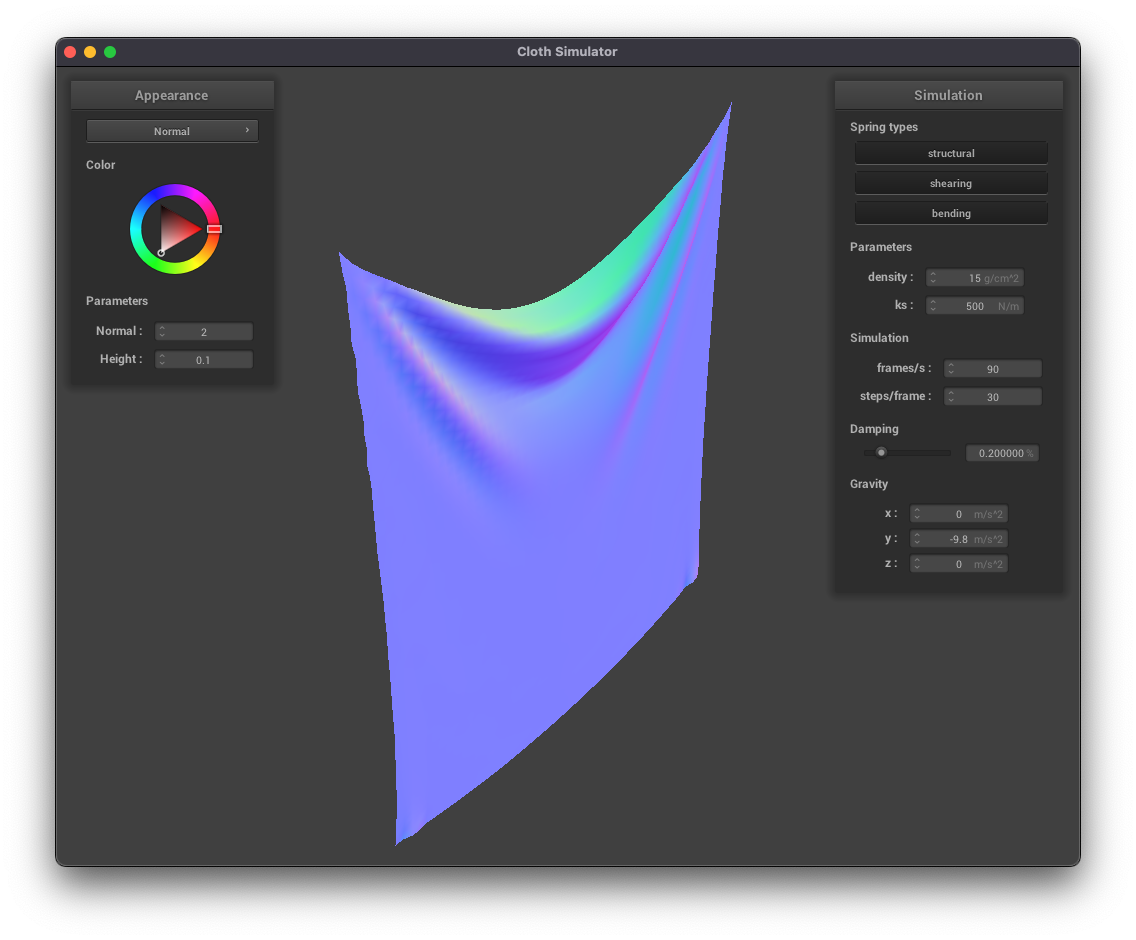 Cloth Simulator
Appearance
Normal
Color
Parameters
Normal : 2
Height : 0.1
Simulation
Spring types
structural
shearing
bending
Parameters
density : 15 g/cm^2
ks : 500 N/m
Simulation
frames/s : 90
steps/frame : 30
Damping
0.200000 %
Gravity
x : 0 m/s^2
y : -9.8 m/s^2
z : 0 m/s^2